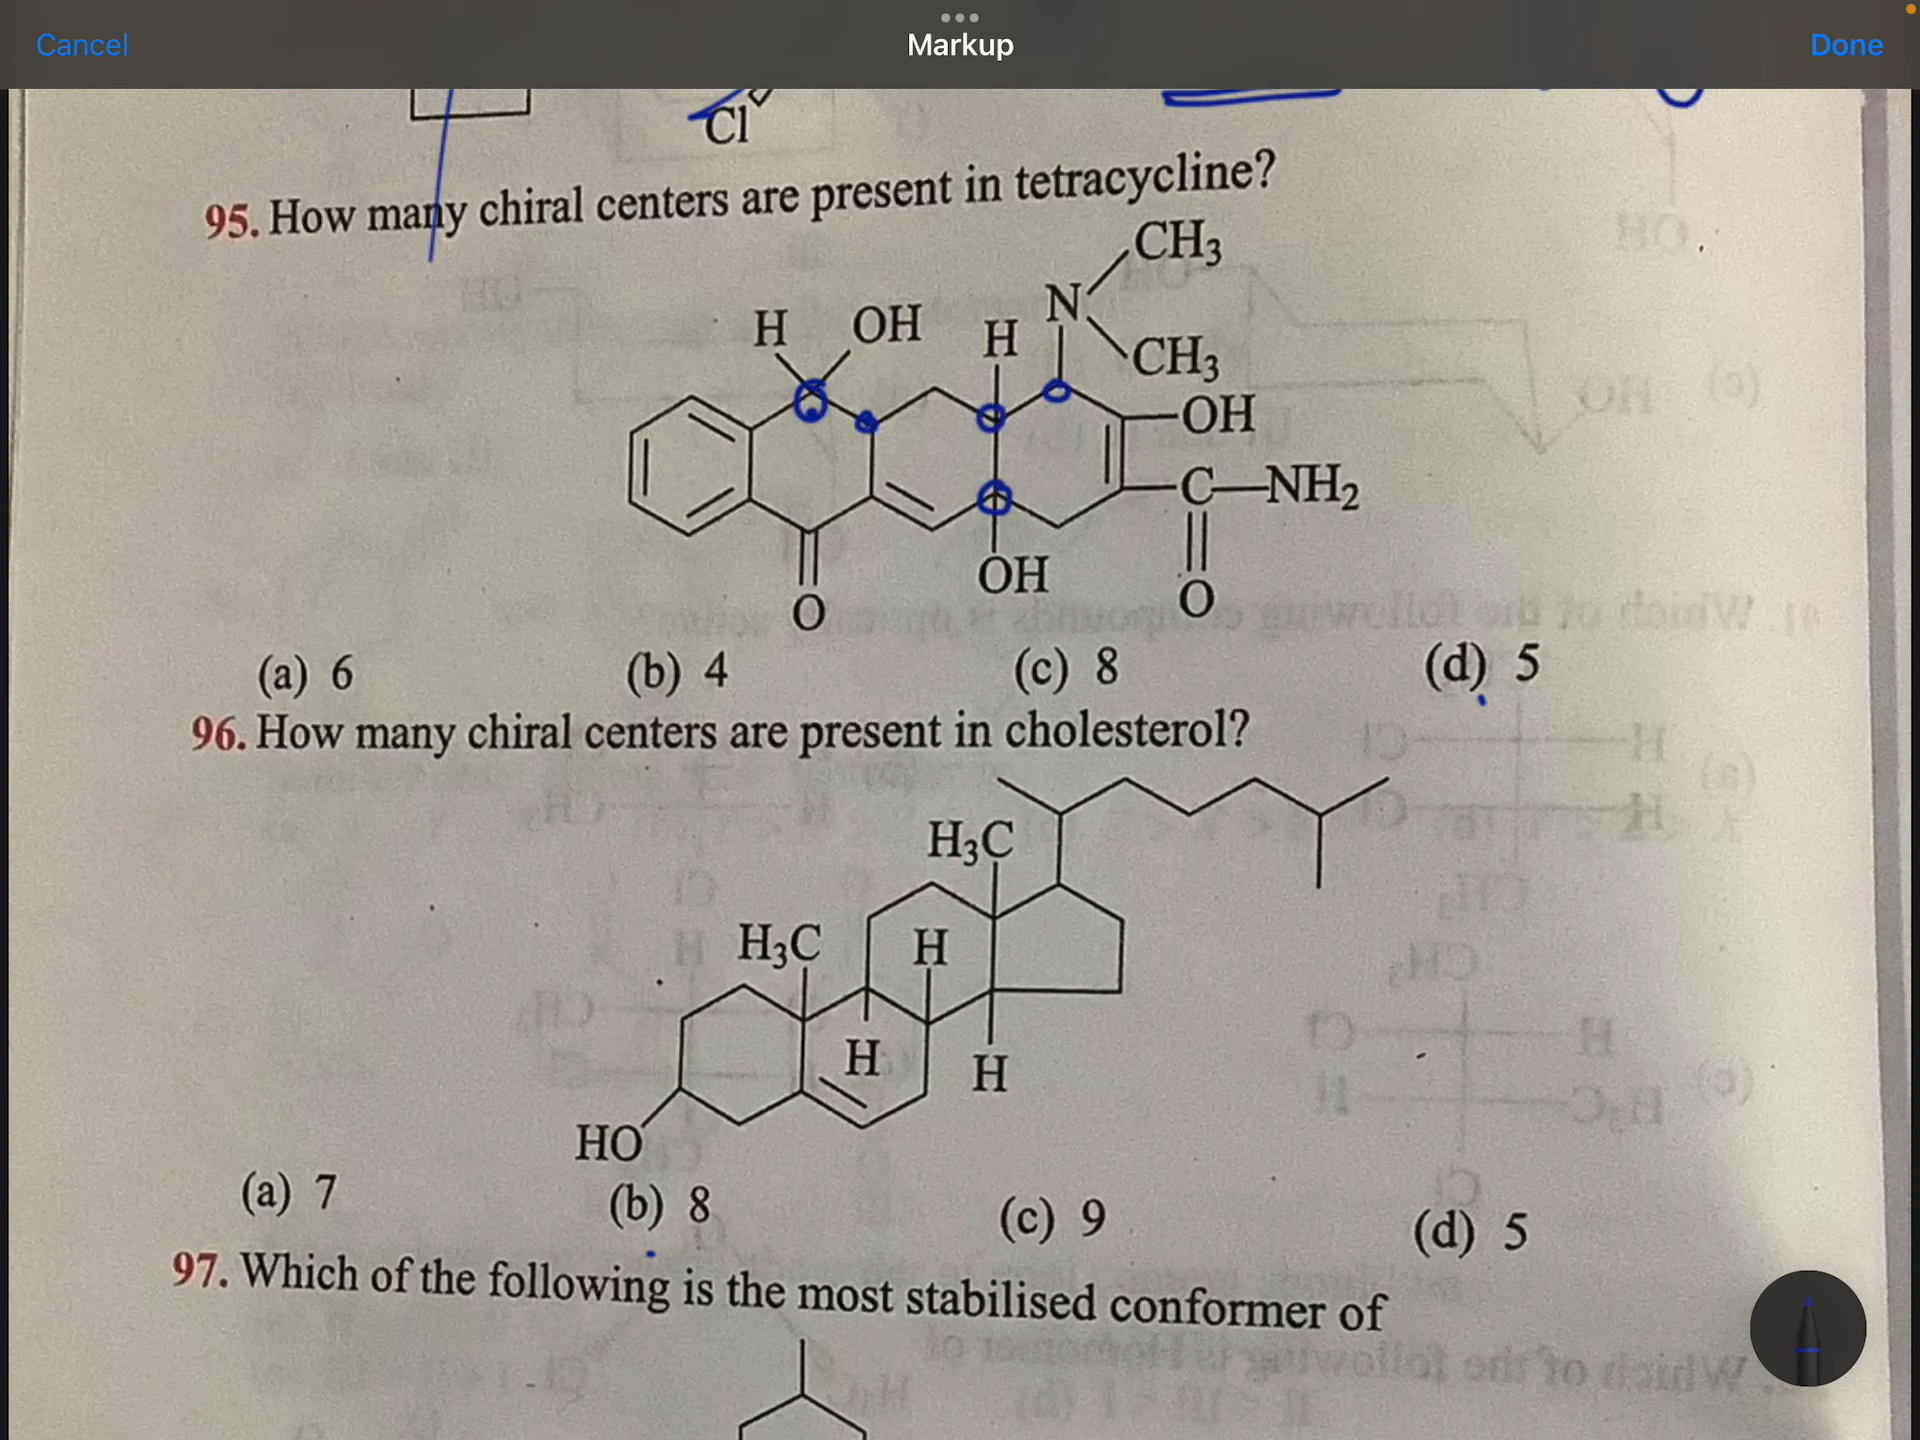 Cancel
Markup
Done
Cl
95. How many chiral centers are present in tetracycline?
CH3
N
H OH H
CH3
OH
C—NH2
OH
O
O
(a) 6 (b) 4 (c) 8 (d) 5
96. How many chiral centers are present in cholesterol?
H3C
H3C H
H
H
HO
(a) 7 (b) 8 (c) 9 (d) 5
97. Which of the following is the most stabilised conformer of